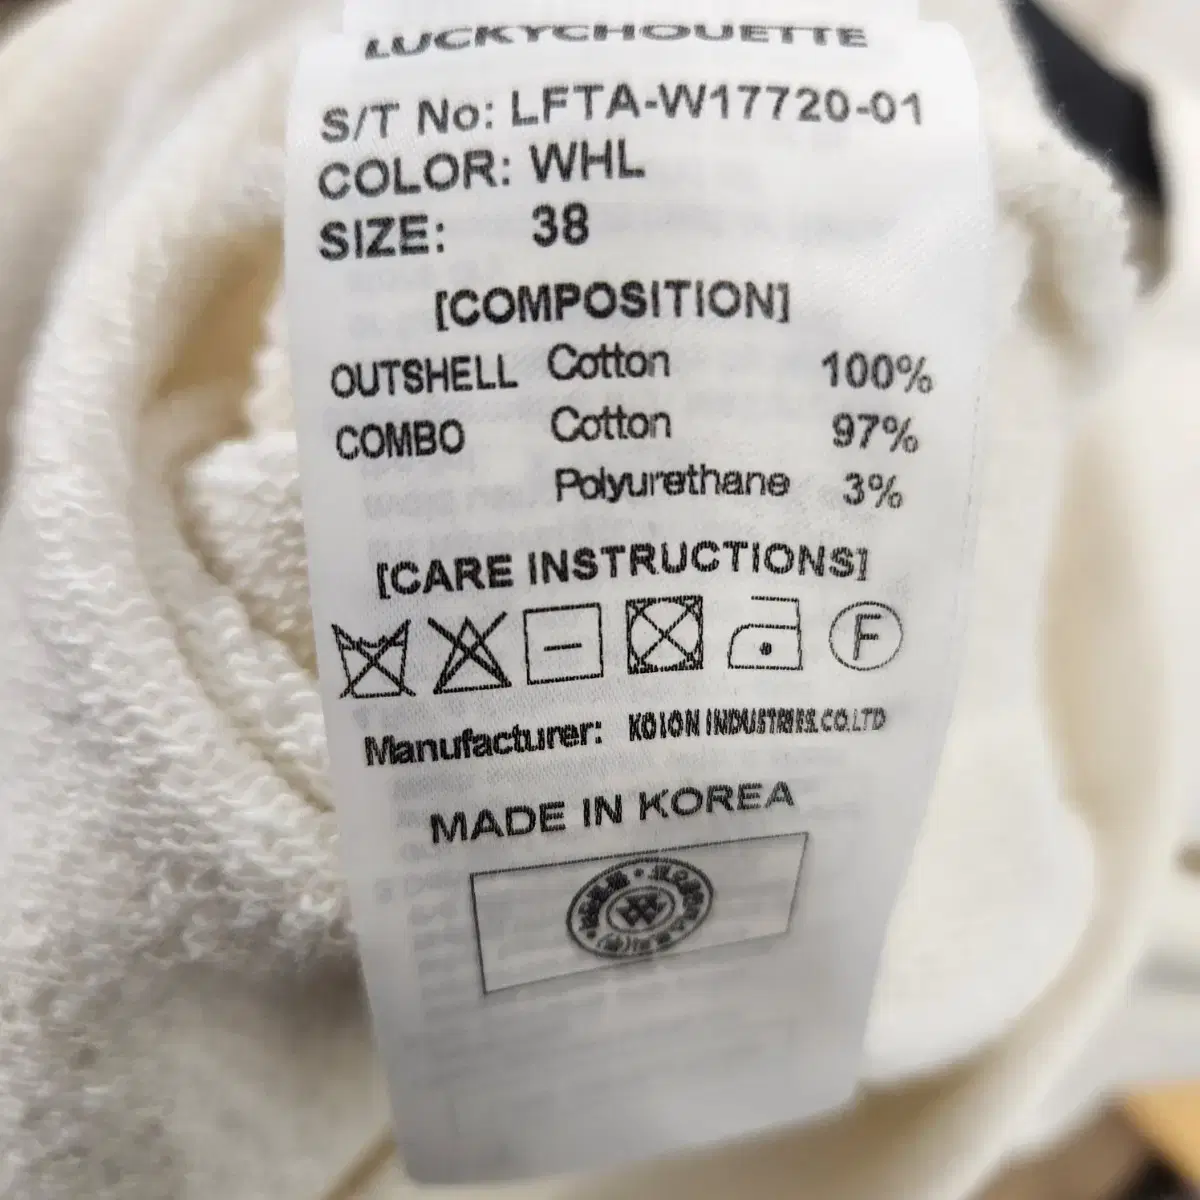 LUCKYCHOUETTE
S/T No: LFTA-W17720-01
COLOR: WHL
SIZE: 38
[COMPOSITION]
OUTSHELL Cotton 100%
COMBO Cotton 97%
Polyurethane 3%
[CARE INSTRUCTIONS]
F
Manufacturer: KOLON INDUSTRIES.CO.LTD
MADE IN KOREA